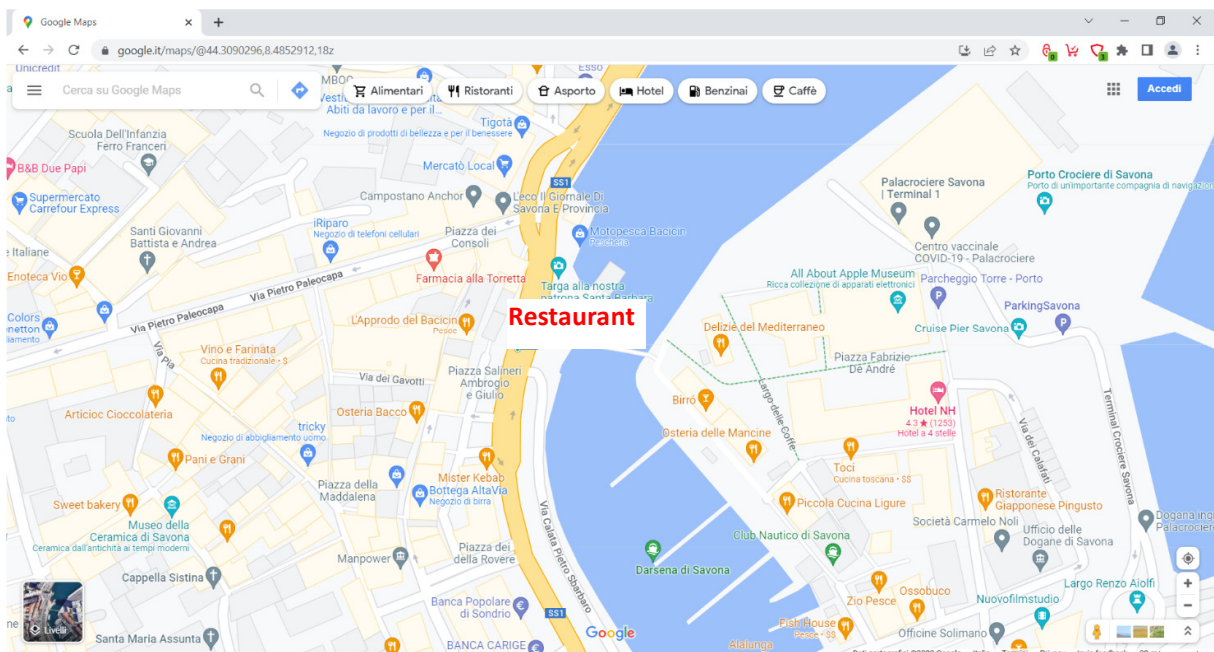 Google Maps
google.it/maps/@44.3090296,8.4852912,18z
Unicredit
MBOC
Esso
Cerca su Google Maps
Alimentari
Ristoranti
Asporto
Hotel
Benzinai
Caffè
Accedi
Abiti da lavoro e per il...
Tigotà
Negozio di prodotti di bellezza e per il benessere
Scuola Dell'Infanzia
Ferro Franceri
B&B Due Papi
Mercatò Local
SS1
Supermercato
Carrefour Express
Campostano Anchor
L'eco Il Giornale Di
Savona E Provincia
Palacrociere Savona
| Terminal 1
Porto Crociere di Savona
Porto di un'importante compagnia di navigazion
Santi Giovanni
Battista e Andrea
iRiparo
Negozio di telefoni cellulari
Piazza dei
Consoli
Motopesca Bacicin
Pescheria
Centro vaccinale
COVID-19 - Palacrociere
e Italiane
Enoteca Vio
Via Pietro Paleocapa
Farmacia alla Torretta
Targa alla nostra
patrona Santa Barbara
All About Apple Museum
Ricca collezione di apparati elettronici
Parcheggio Torre - Porto
ParkingSavona
Colors
Via Pietro Paleocapa
L'Approdo del Bacicin
Pesce
Restaurant
Delizie del Mediterraneo
Cruise Pier Savona
Via Pia
Vino e Farinata
Cucina tradizionale • $$
Via dei Gavotti
Piazza Salineri
Ambrogio
e Giulio
Piazza Fabrizio
De André
Articioc Cioccolateria
Osteria Bacco
Birró
Largo delle Coffe
Hotel NH
4.3 ★ (1253)
Hotel a 4 stelle
Terminal Crociere Savona
tricky
Negozio di abbigliamento uomo
Osteria delle Mancine
Via dei Calafati
Pani e Grani
Toci
Cucina toscana • $$
Piazza della
Maddalena
Mister Kebab
Bottega AltaVia
Negozio di birra
Sweet bakery
Piccola Cucina Ligure
Ristorante
Giapponese Pingusto
Museo della
Ceramica di Savona
Ceramica dall'antichità ai tempi moderni
Via Calata Pietro Sbarbaro
Società Carmelo Noli
Dogana ing
Palacrocier
Club Nautico di Savona
Ufficio delle
Dogane di Savona
Manpower
Piazza dei
della Rovere
Darsena di Savona
Cappella Sistina
Largo Renzo Aiolfi
Livelli
Banca Popolare
di Sondrio
SS1
Zio Pesce
Ossobuco
Nuovofilmstudio
Google
Fish House
Pesce • $$
Officine Solimano
Santa Maria Assunta
BANCA CARIGE
Alalunga